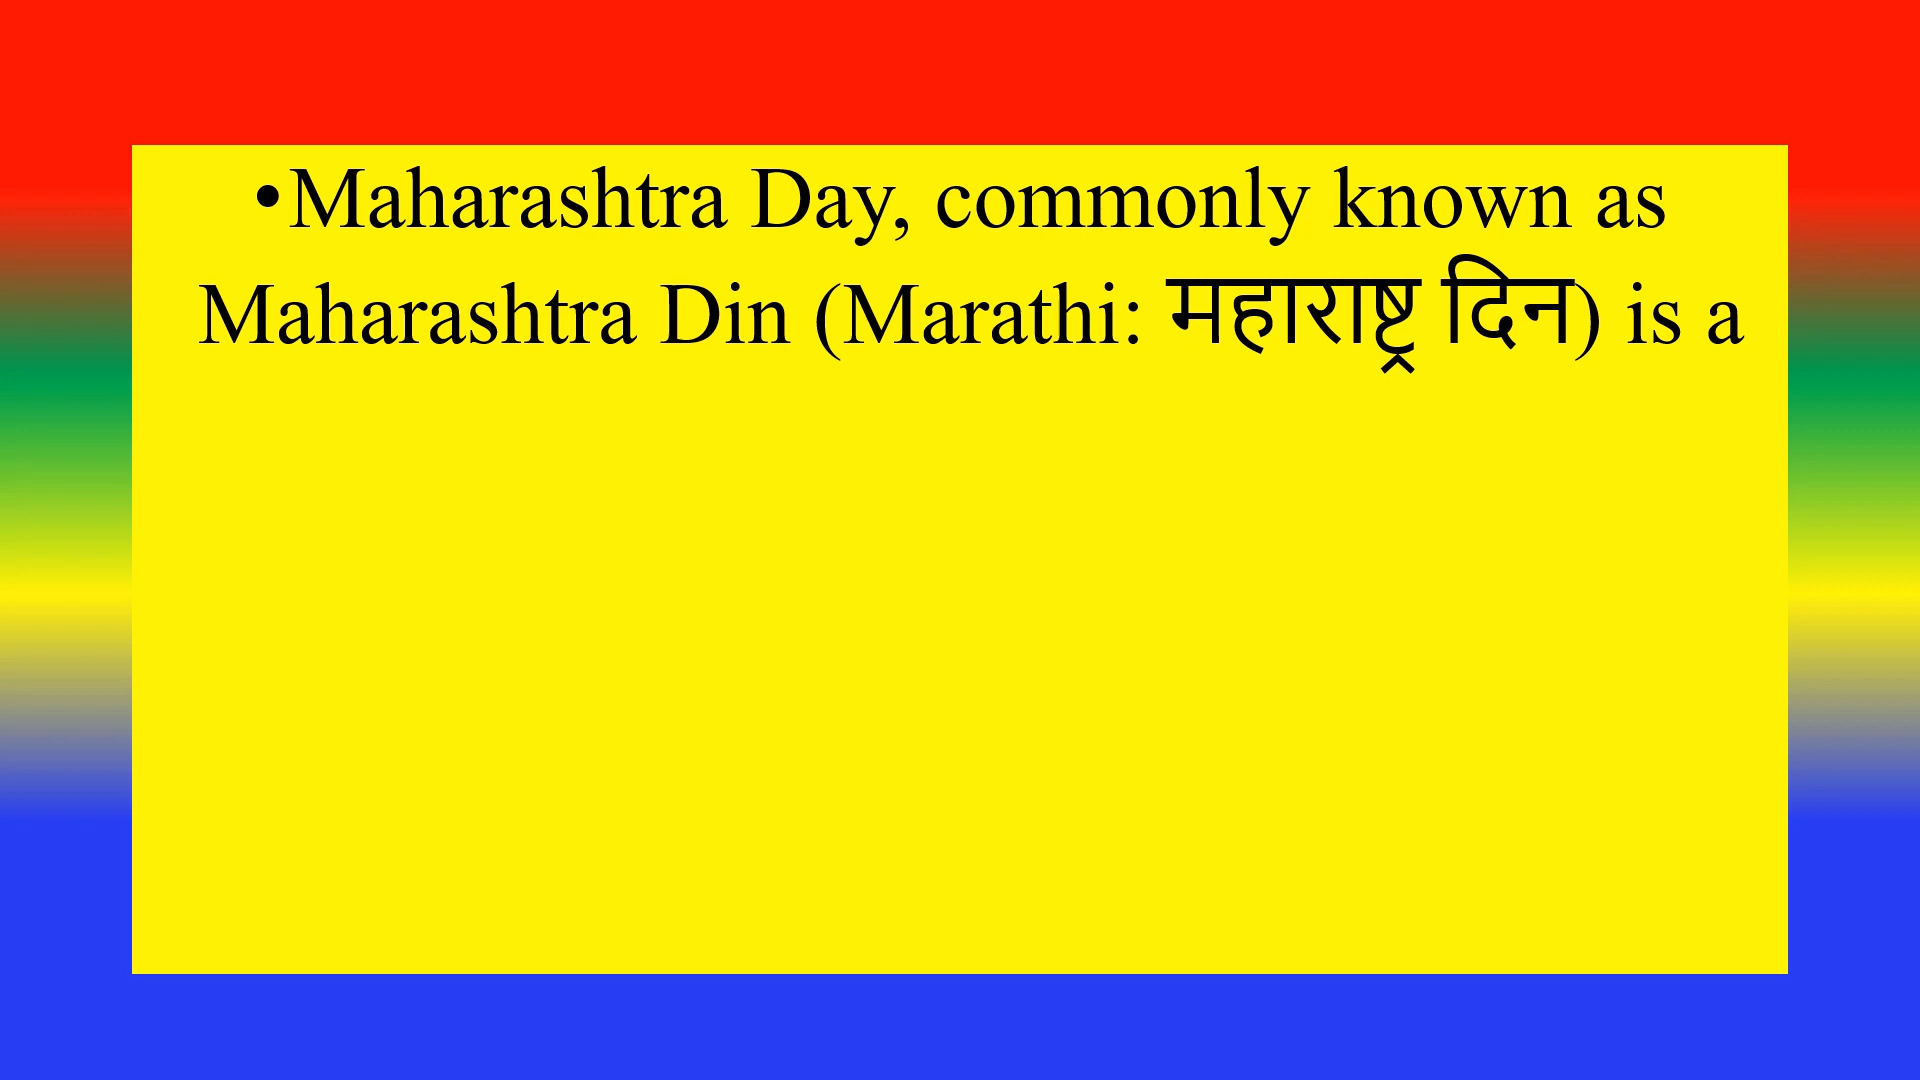 •Maharashtra Day, commonly known as
Maharashtra Din (Marathi: महाराष्ट्र दिन) is a